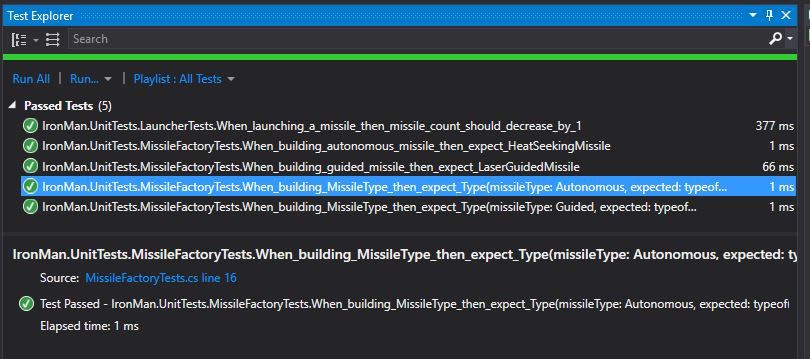 Test Explorer
Search
Run All | Run... | Playlist : All Tests
Passed Tests (5)
IronMan.UnitTests.LauncherTests.When_launching_a_missile_then_missile_count_should_decrease_by_1 377 ms
IronMan.UnitTests.MissileFactoryTests.When_building_autonomous_missile_then_expect_HeatSeekingMissile 1 ms
IronMan.UnitTests.MissileFactoryTests.When_building_guided_missile_then_expect_LaserGuidedMissile 66 ms
IronMan.UnitTests.MissileFactoryTests.When_building_MissileType_then_expect_Type(missileType: Autonomous, expected: typeof... 1 ms
IronMan.UnitTests.MissileFactoryTests.When_building_MissileType_then_expect_Type(missileType: Guided, expected: typeof... 1 ms
IronMan.UnitTests.MissileFactoryTests.When_building_MissileType_then_expect_Type(missileType: Autonomous, expected: ty
Source: MissileFactoryTests.cs line 16
Test Passed - IronMan.UnitTests.MissileFactoryTests.When_building_MissileType_then_expect_Type(missileType: Autonomous, expected: typeof
Elapsed time: 1 ms